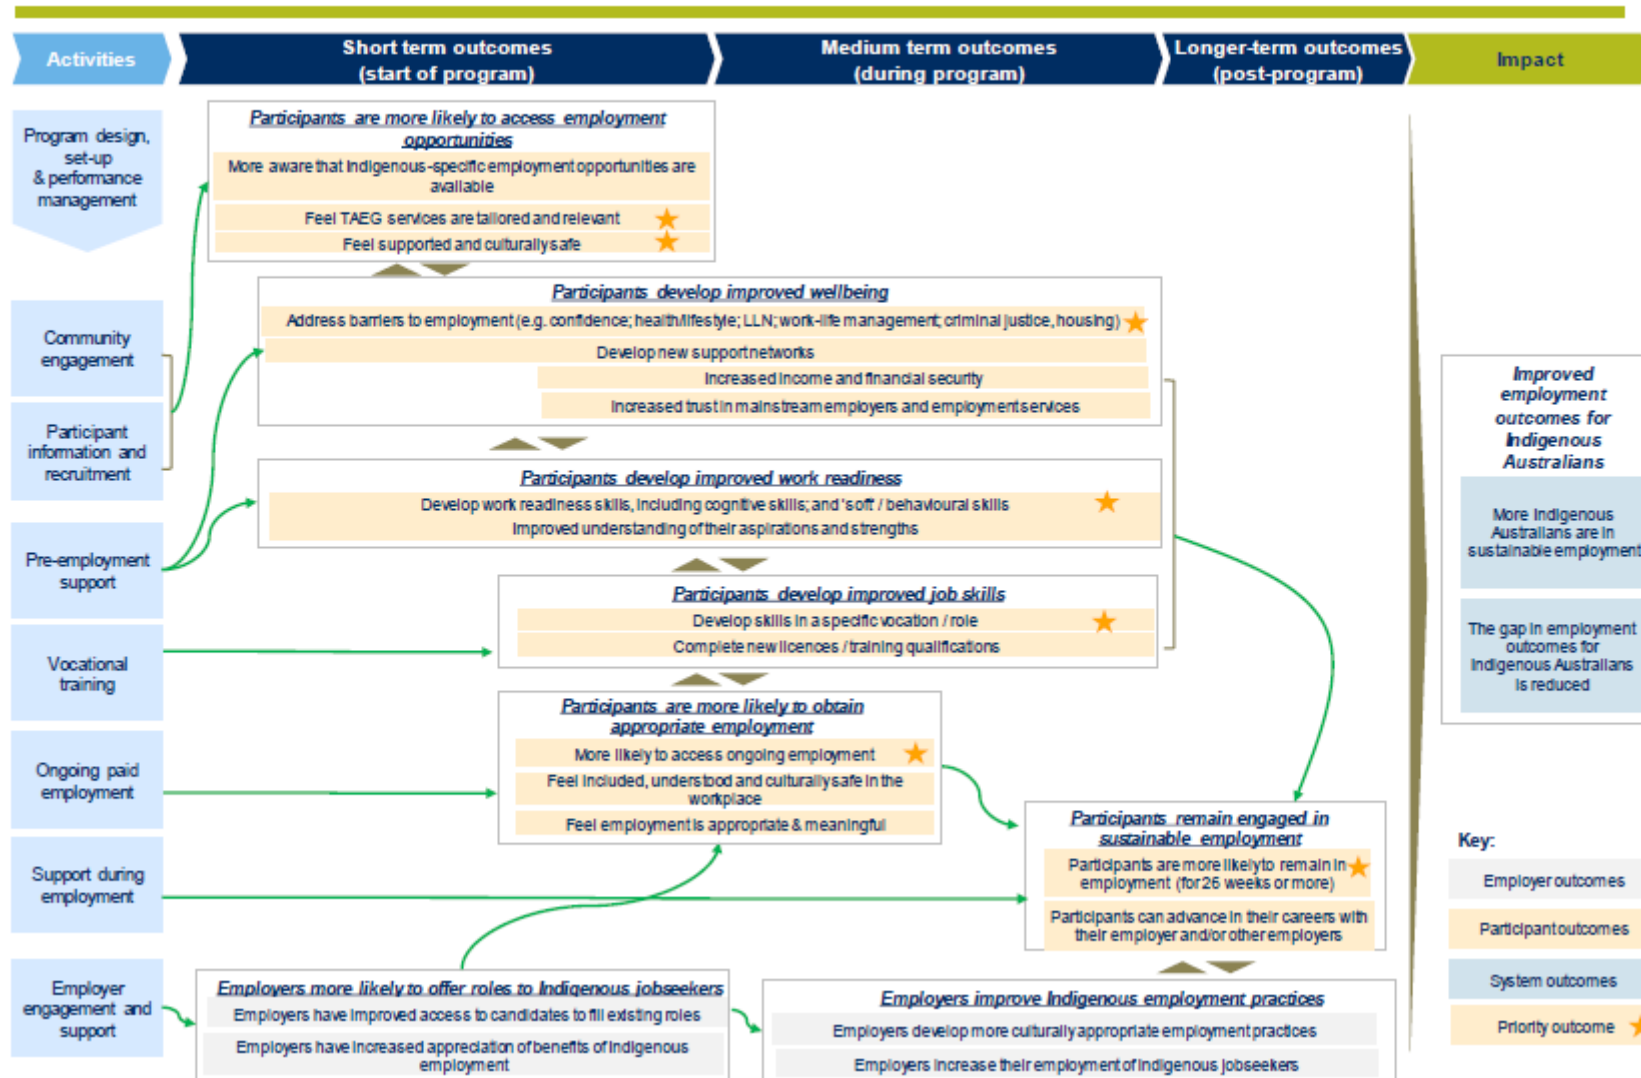 Activities
Short term outcomes
(start of program)
Medium term outcomes
(during program)
Longer-term outcomes
(post-program)
Impact
Program design,
set-up
& performance
management
Community
engagement
Participant
information and
recruitment
Pre-employment
support
Vocational
training
Ongoing paid
employment
Support during
employment
Employer
engagement and
support
Participants are more likely to access employment
opportunities
More aware that Indigenous-specific employment opportunities are
available
Feel TAEG services are tailored and relevant
Feel supported and culturally safe
Participants develop improved wellbeing
Address barriers to employment (e.g. confidence; health/lifestyle; LLN; work-life management; criminal justice, housing)
Develop new support networks
Increased income and financial security
Increased trust in mainstream employers and employment services
Participants develop improved work readiness
Develop work readiness skills, including cognitive skills; and 'soft' / behavioural skills
Improved understanding of their aspirations and strengths
Participants develop improved job skills
Develop skills in a specific vocation / role
Complete new licences / training qualifications
Participants are more likely to obtain
appropriate employment
More likely to access ongoing employment
Feel included, understood and culturally safe in the
workplace
Feel employment is appropriate & meaningful
Participants remain engaged in
sustainable employment
Participants are more likely to remain in
employment (for 26 weeks or more)
Participants can advance in their careers with
their employer and/or other employers
Employers more likely to offer roles to Indigenous jobseekers
Employers have improved access to candidates to fill existing roles
Employers have increased appreciation of benefits of Indigenous
employment
Employers improve Indigenous employment practices
Employers develop more culturally appropriate employment practices
Employers increase their employment of Indigenous jobseekers
Improved
employment
outcomes for
Indigenous
Australians
More Indigenous
Australians are in
sustainable employment
The gap in employment
outcomes for
Indigenous Australians
is reduced
Key:
Employer outcomes
Participant outcomes
System outcomes
Priority outcome